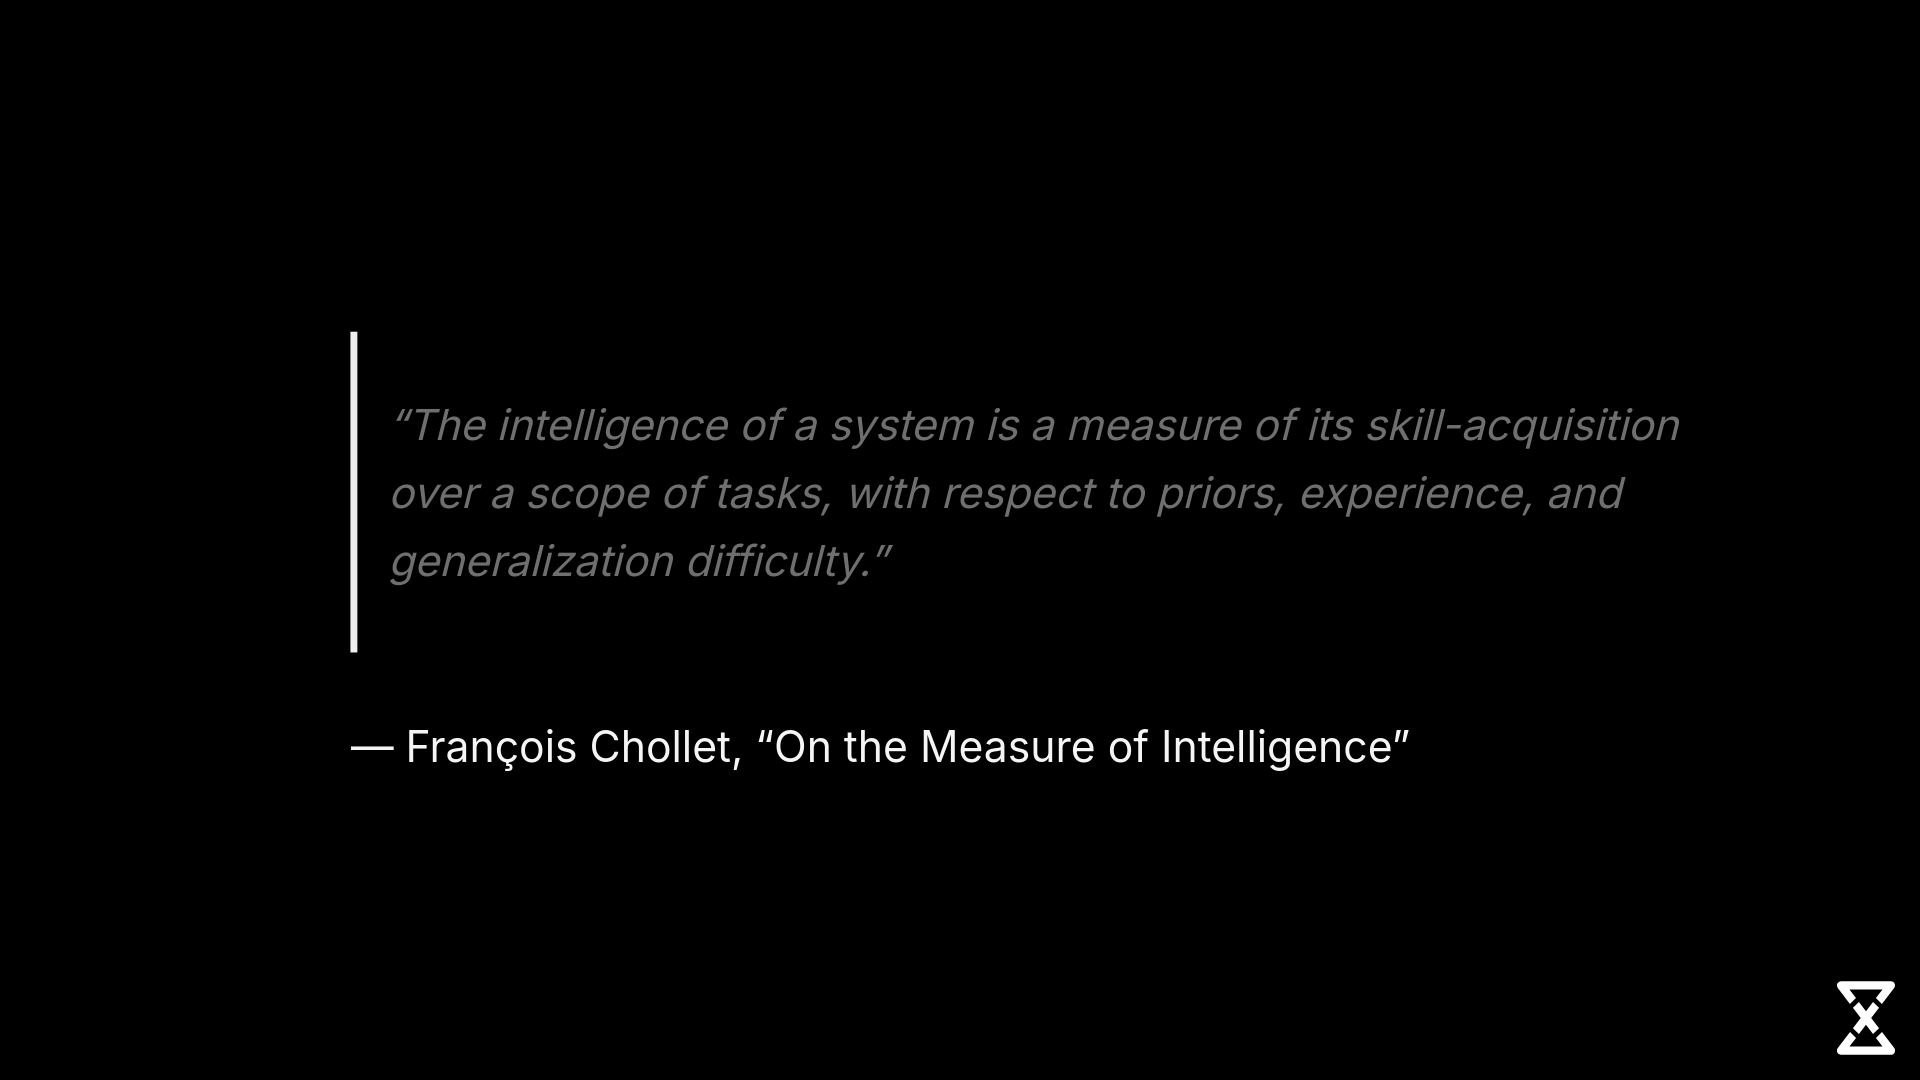 “The intelligence of a system is a measure of its skill-acquisition
over a scope of tasks, with respect to priors, experience, and
generalization difficulty.”
— François Chollet, “On the Measure of Intelligence”